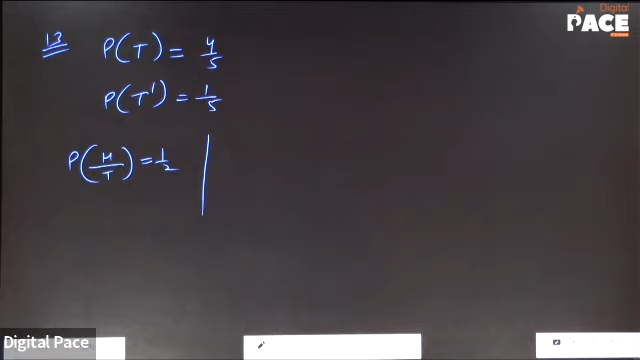 13
P(T) = 4/5
P(T') = 1/5
P(H/T) = 1/2
Digital
PACE
Digital Pace